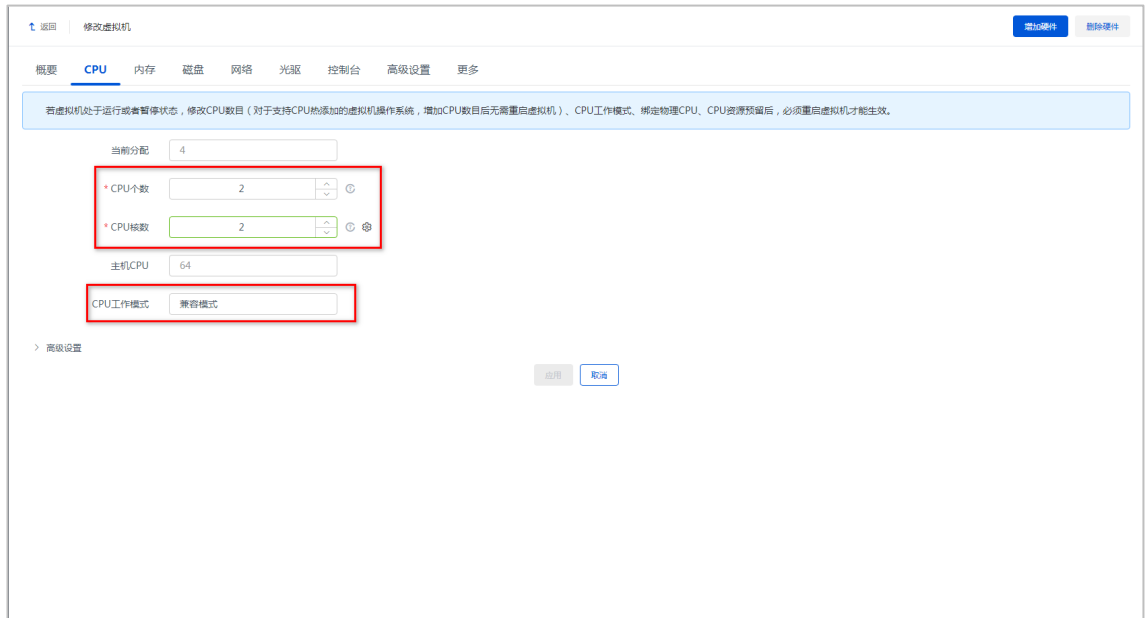 返回 修改虚拟机 增加硬件 删除硬件
概要 CPU 内存 磁盘 网络 光驱 控制台 高级设置 更多
若虚拟机处于运行或者暂停状态，修改CPU数目（对于支持CPU热添加的虚拟机操作系统，增加CPU数目后无需重启虚拟机）、CPU工作模式、绑定物理CPU、CPU资源预留后，必须重启虚拟机才能生效。
当前分配 4
* CPU个数 2
* CPU核数 2
主机CPU 64
CPU工作模式 兼容模式
高级设置
应用 取消